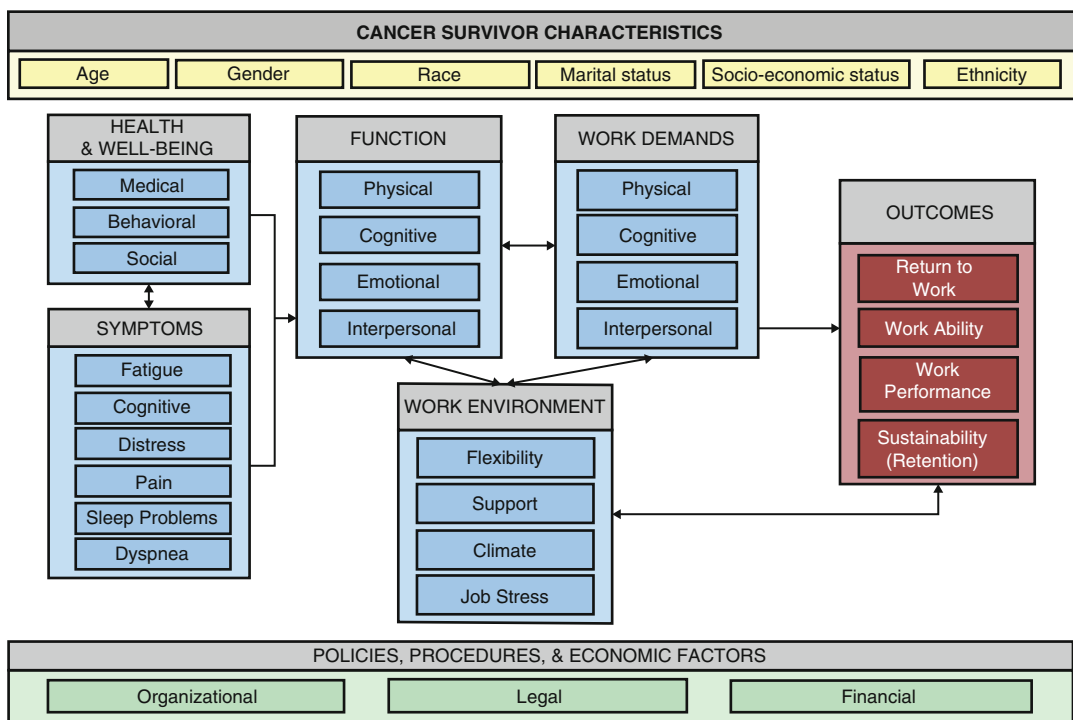 CANCER SURVIVOR CHARACTERISTICS
Age
Gender
Race
Marital status
Socio-economic status
Ethnicity
HEALTH
& WELL-BEING
Medical
Behavioral
Social
SYMPTOMS
Fatigue
Cognitive
Distress
Pain
Sleep Problems
Dyspnea
FUNCTION
Physical
Cognitive
Emotional
Interpersonal
WORK DEMANDS
Physical
Cognitive
Emotional
Interpersonal
WORK ENVIRONMENT
Flexibility
Support
Climate
Job Stress
OUTCOMES
Return to
Work
Work Ability
Work
Performance
Sustainability
(Retention)
POLICIES, PROCEDURES, & ECONOMIC FACTORS
Organizational
Legal
Financial